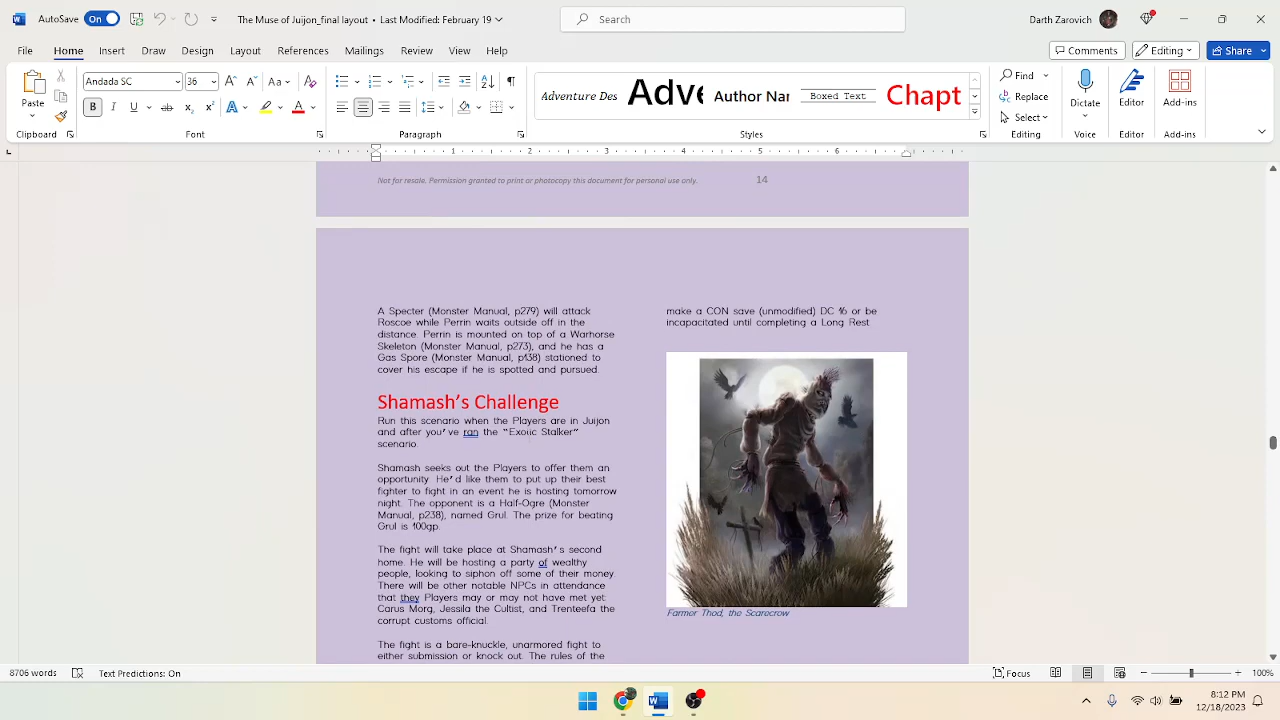 AutoSave On The Muse of Juijon_final layout • Last Modified: February 19 Search Darth Zarovich
File Home Insert Draw Design Layout References Mailings Review View Help Comments Editing Share
Paste Andada SC 36 Adventure Des Adve Author Nar Boxed Text Chapt Find Replace Select Dictate Editor Add-ins
Clipboard Font Paragraph Styles Editing Voice Editor Add-ins
1 2 3 4 5 6
Not for resale. Permission granted to print or photocopy this document for personal use only. 14
A Specter (Monster Manual, p279) will attack
Roscoe while Perrin waits outside off in the
distance. Perrin is mounted on top of a Warhorse
Skeleton (Monster Manual, p273), and he has a
Gas Spore (Monster Manual, p138) stationed to
cover his escape if he is spotted and pursued.
Shamash's Challenge
Run this scenario when the Players are in Juijon
and after you've ran the "Exotic Stalker"
scenario.
Shamash seeks out the Players to offer them an
opportunity. He'd like them to put up their best
fighter to fight in an event he is hosting tomorrow
night. The opponent is a Half-Ogre (Monster
Manual, p238), named Grul. The prize for beating
Grul is 100gp.
The fight will take place at Shamash's second
home. He will be hosting a party of wealthy
people, looking to siphon off some of their money.
There will be other notable NPCs in attendance
that they Players may or may not have met yet:
Carus Morg, Jessila the Cultist, and Trenteefa the
corrupt customs official.
The fight is a bare-knuckle, unarmored fight to
either submission or knock out. The rules of the
make a CON save (unmodified) DC 16 or be
incapacitated until completing a Long Rest
Farmer Thod, the Scarecrow
8706 words Text Predictions: On Focus 100%
8:12 PM
12/18/2023